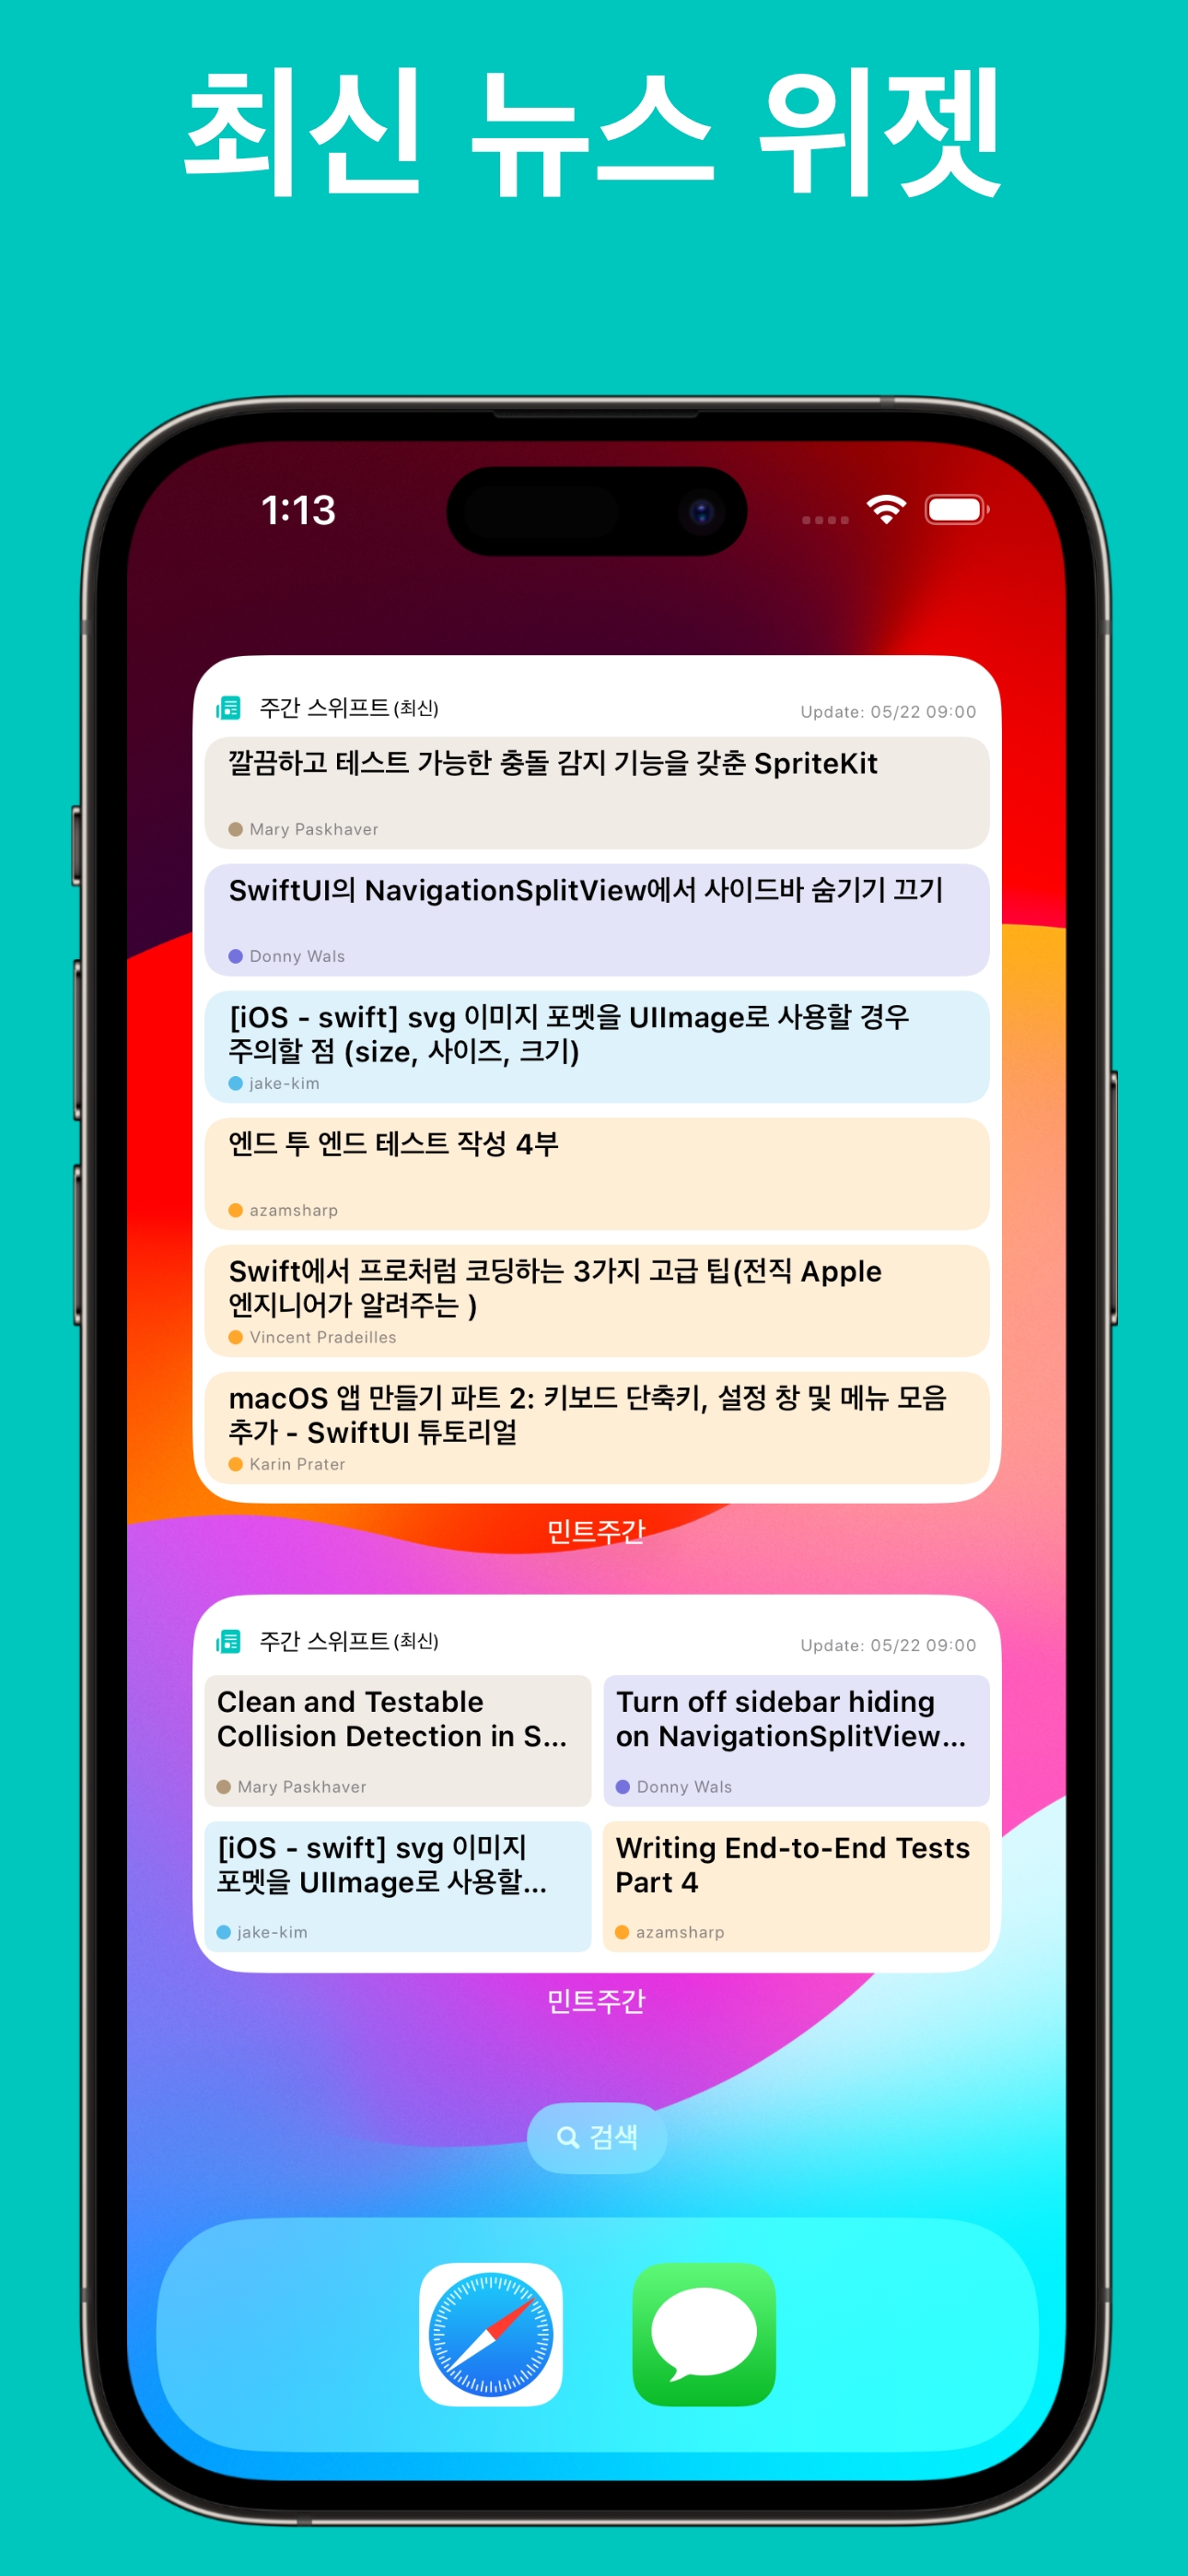 최신 뉴스 위젯
1:13
주간 스위프트 (최신)
Update: 05/22 09:00
깔끔하고 테스트 가능한 충돌 감지 기능을 갖춘 SpriteKit
Mary Paskhaver
SwiftUI의 NavigationSplitView에서 사이드바 숨기기 끄기
Donny Wals
[iOS - swift] svg 이미지 포멧을 UIImage로 사용할 경우
주의할 점 (size, 사이즈, 크기)
jake-kim
엔드 투 엔드 테스트 작성 4부
azamsharp
Swift에서 프로처럼 코딩하는 3가지 고급 팁(전직 Apple
엔지니어가 알려주는 )
Vincent Pradeilles
macOS 앱 만들기 파트 2: 키보드 단축키, 설정 창 및 메뉴 모음
추가 - SwiftUI 튜토리얼
Karin Prater
민트주간
주간 스위프트 (최신)
Update: 05/22 09:00
Clean and Testable
Collision Detection in S...
Mary Paskhaver
Turn off sidebar hiding
on NavigationSplitView...
Donny Wals
[iOS - swift] svg 이미지
포멧을 UIImage로 사용할...
jake-kim
Writing End-to-End Tests
Part 4
azamsharp
민트주간
검색